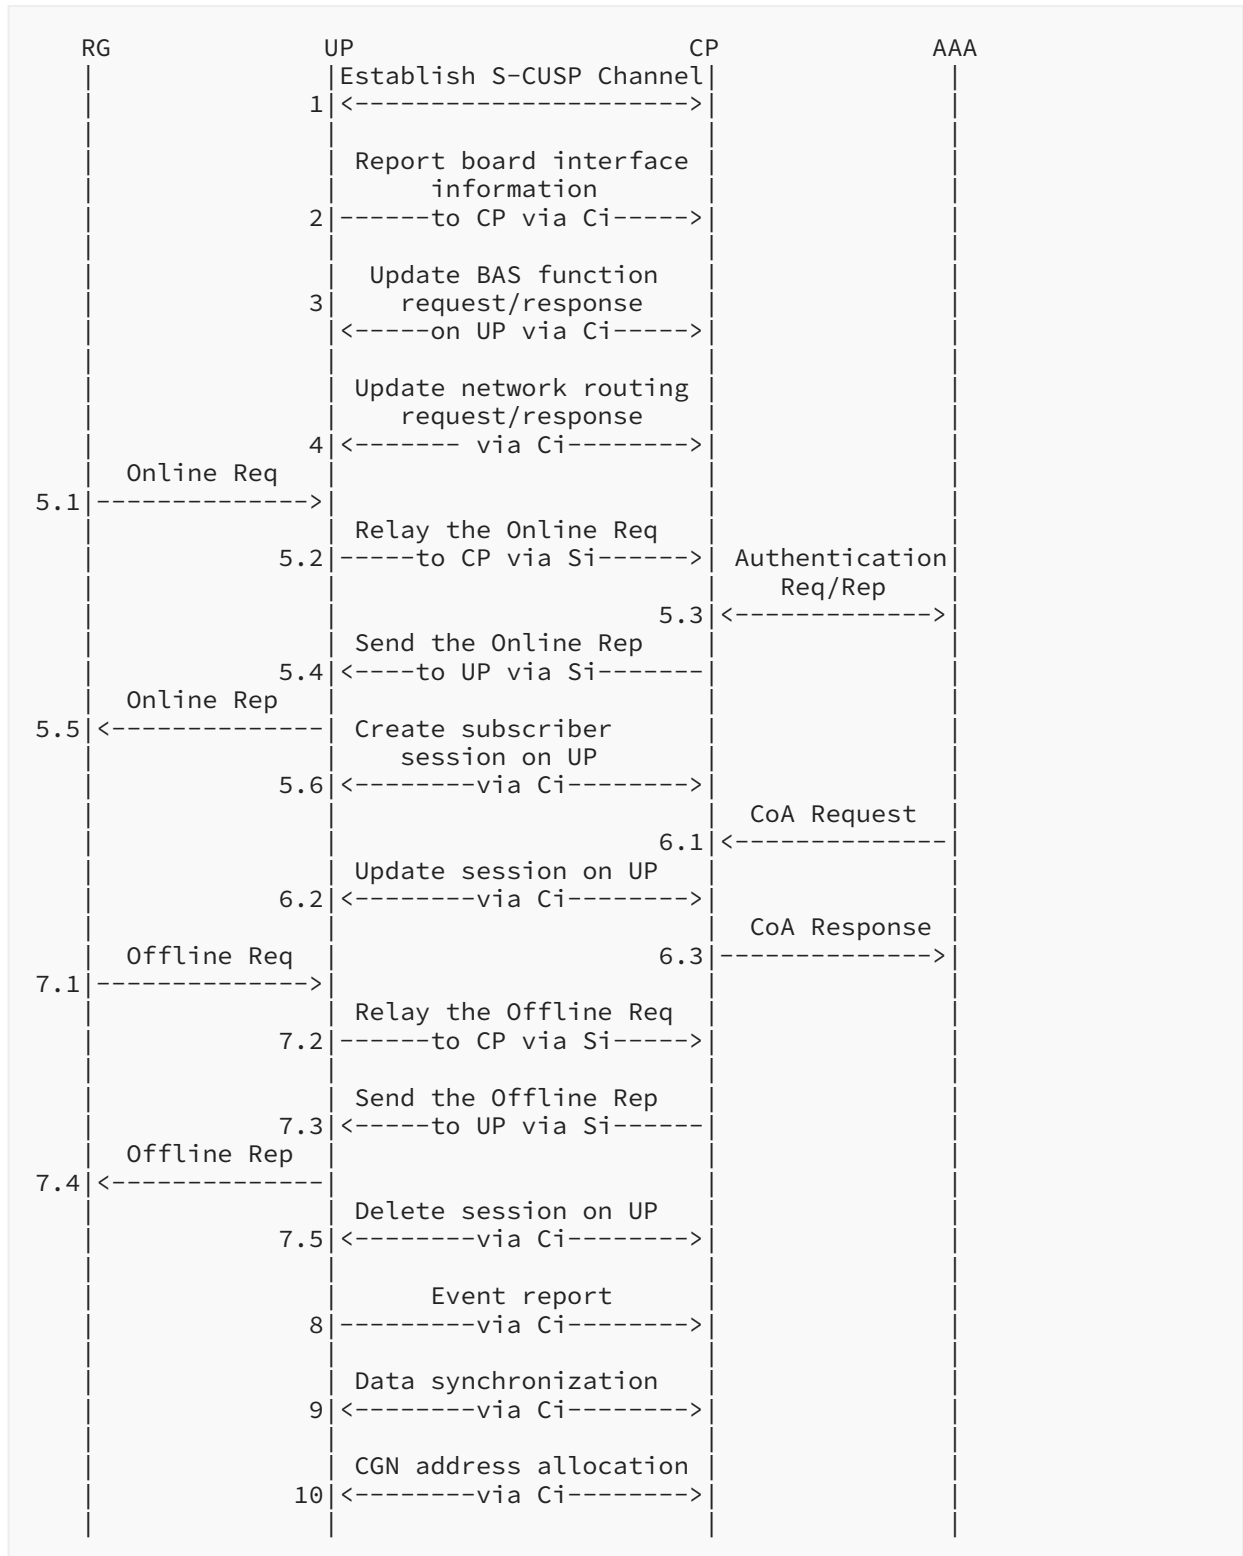 RG                UP                       CP              AAA
|Establish S-CUSP Channel|
1|<----------------------->|
Report board interface
information
2|------to CP via Ci----->|
Update BAS function
3| request/response
|<-----on UP via Ci----->|
Update network routing
request/response
4|<------- via Ci-------->|
Online Req
5.1|-------------->|
Relay the Online Req
5.2|-----to CP via Si------>| Authentication|
Req/Rep
5.3|<------------->|
Send the Online Rep
5.4|<----to UP via Si-------|
Online Rep
5.5|<--------------| Create subscriber
session on UP
5.6|<--------via Ci-------->|
CoA Request
6.1|<--------------|
Update session on UP
6.2|<--------via Ci-------->|
CoA Response
Offline Req 6.3|-------------->|
7.1|-------------->|
Relay the Offline Req
7.2|------to CP via Si----->|
Send the Offline Rep
7.3|<-----to UP via Si------|
Offline Rep
7.4|<--------------|
Delete session on UP
7.5|<--------via Ci-------->|
Event report
8|---------via Ci-------->|
Data synchronization
9|<--------via Ci-------->|
CGN address allocation
10|<--------via Ci-------->|